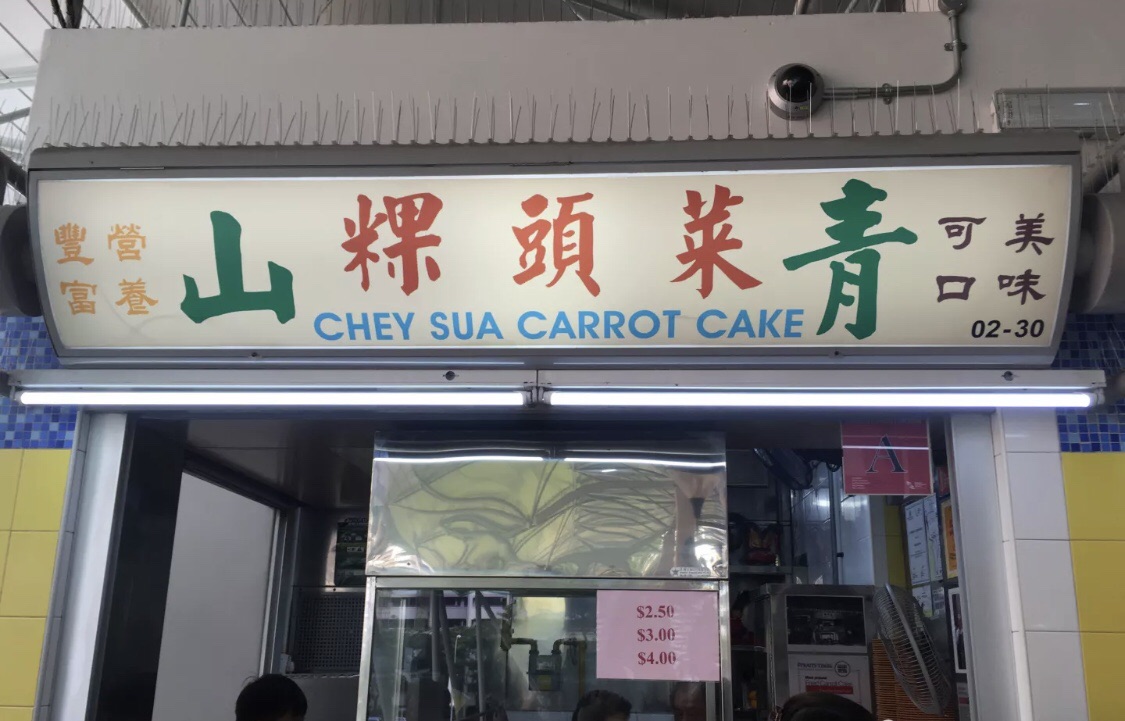 美味
可口
青菜頭粿山
營養
豐富
CHEY SUA CARROT CAKE
02-30
A
$2.50
$3.00
$4.00